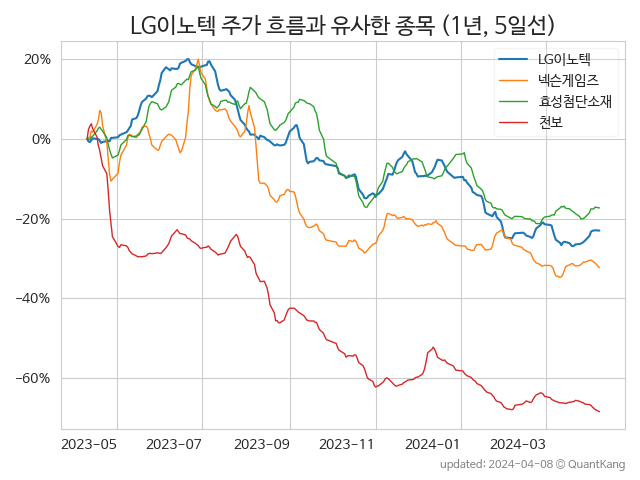 LG이노텍 주가 흐름과 유사한 종목 (1년, 5일선)
LG이노텍
넥슨게임즈
효성첨단소재
천보
20%
0%
−20%
−40%
−60%
2023-05 2023-07 2023-09 2023-11 2024-01 2024-03
updated: 2024-04-08 © QuantKang